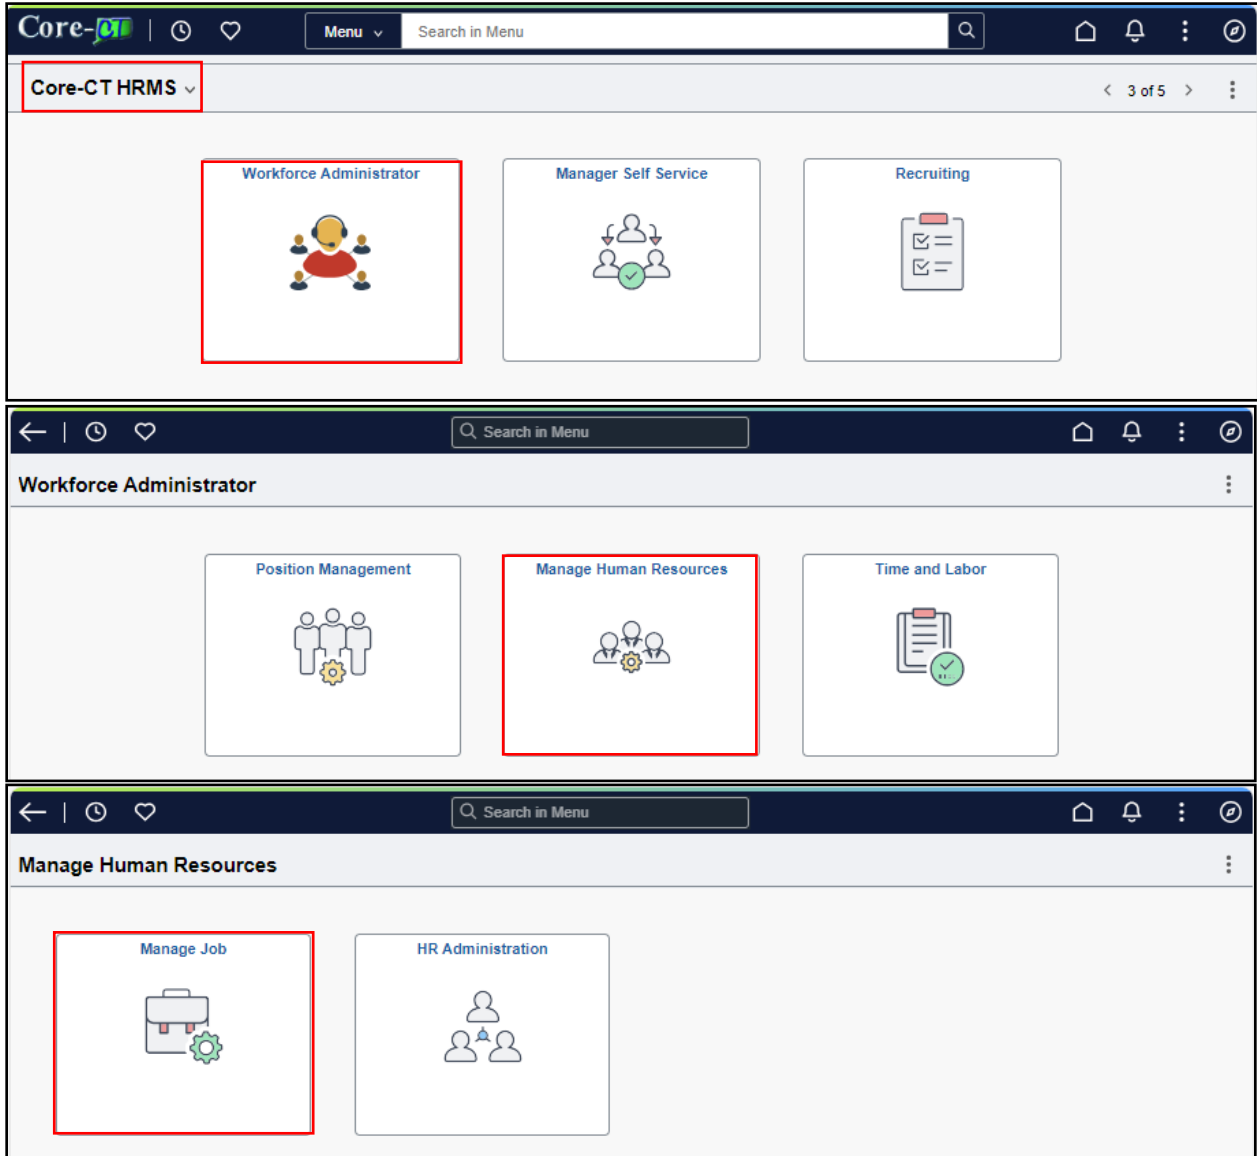 Core-CT
Menu
Search in Menu
Core-CT HRMS
3 of 5
Workforce Administrator
Manager Self Service
Recruiting
Search in Menu
Workforce Administrator
Position Management
Manage Human Resources
Time and Labor
Search in Menu
Manage Human Resources
Manage Job
HR Administration